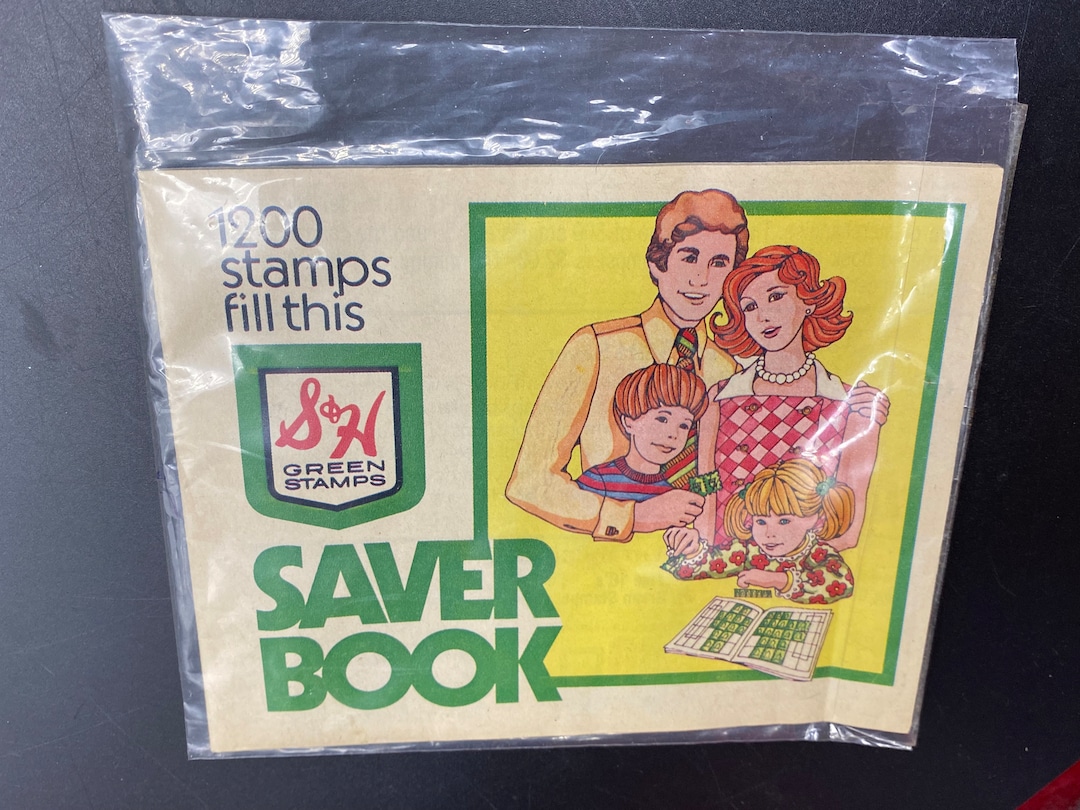 1200
stamps
fill this
S&H
GREEN
STAMPS
SAVER
BOOK